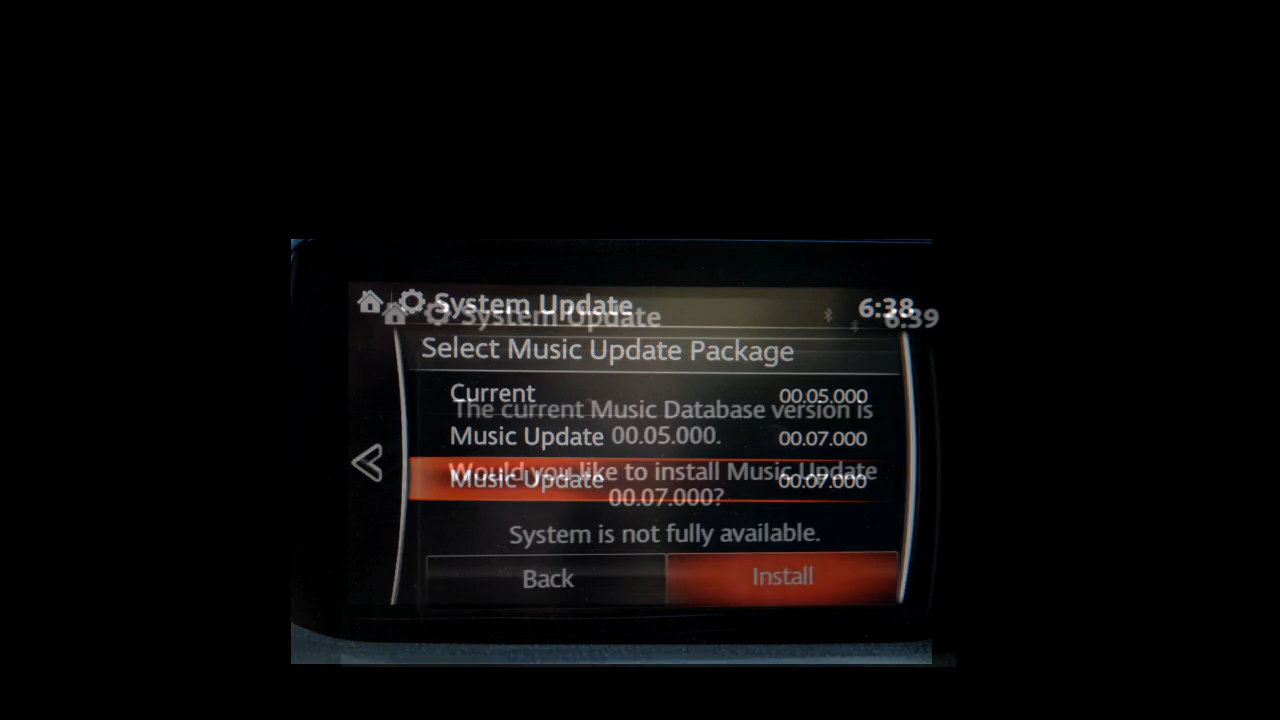 System Update 6:38
System Update 6:39
Select Music Update Package
Current 00.05.000
The current Music Database version is
00.05.000.
Music Update 00.07.000
Would you like to install Music Update
00.07.000?
Music Update 00.07.000
System is not fully available.
Back Install